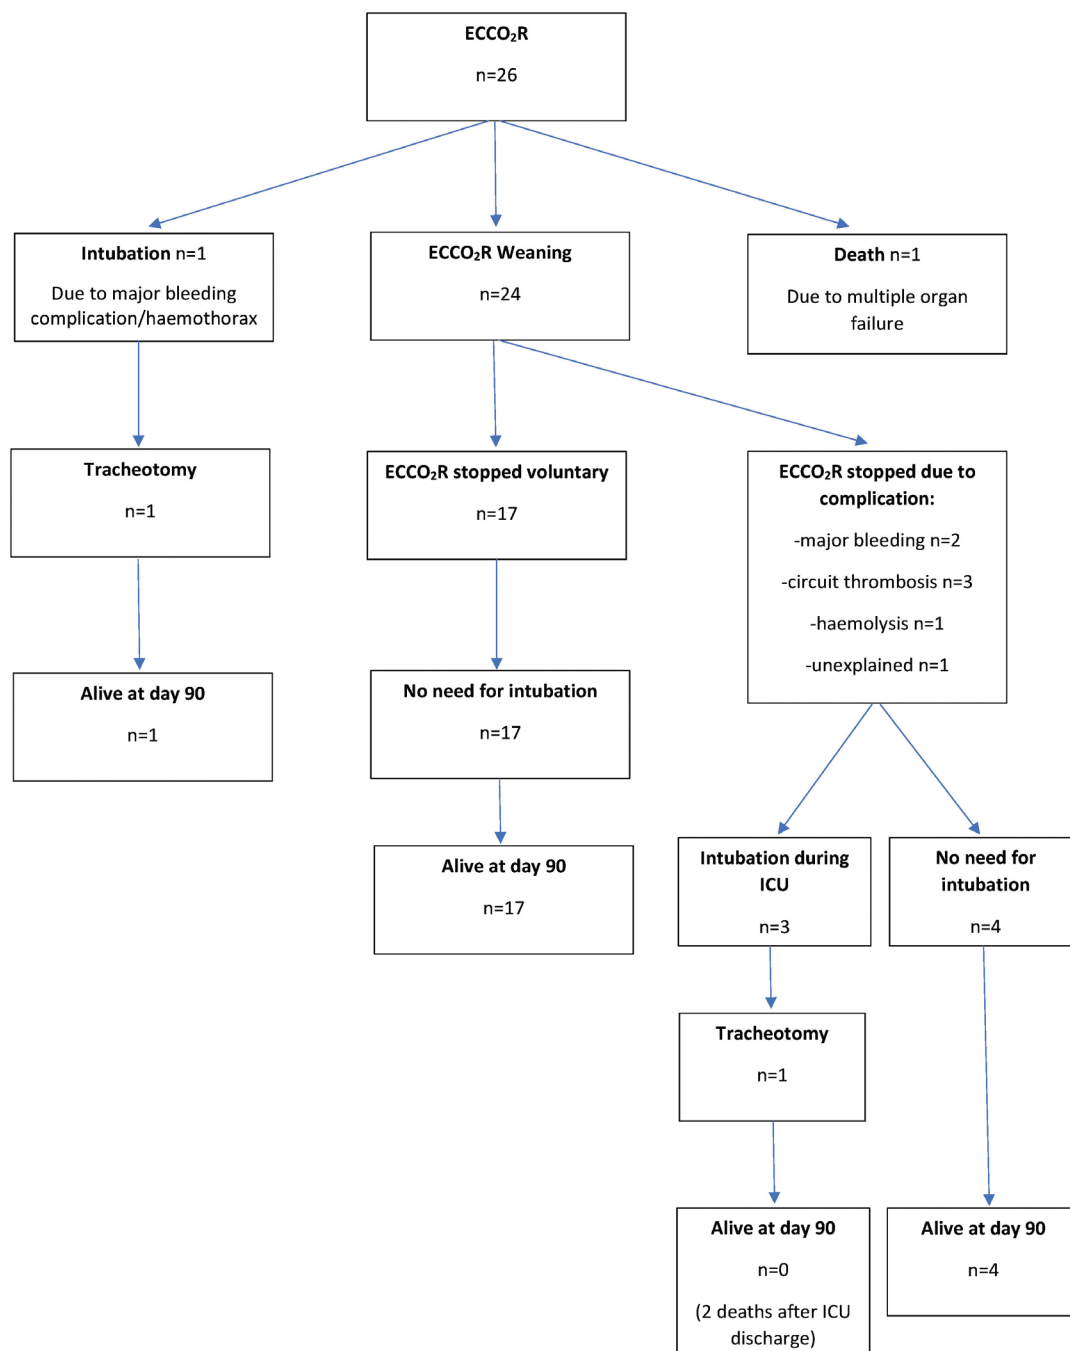 ECCO₂R
n=26
Intubation n=1
Due to major bleeding
complication/haemothorax
ECCO₂R Weaning
n=24
Death n=1
Due to multiple organ
failure
Tracheotomy
n=1
ECCO₂R stopped voluntary
n=17
ECCO₂R stopped due to
complication:
-major bleeding n=2
-circuit thrombosis n=3
-haemolysis n=1
-unexplained n=1
Alive at day 90
n=1
No need for intubation
n=17
Alive at day 90
n=17
Intubation during
ICU
n=3
No need for
intubation
n=4
Tracheotomy
n=1
Alive at day 90
n=0
(2 deaths after ICU
discharge)
Alive at day 90
n=4